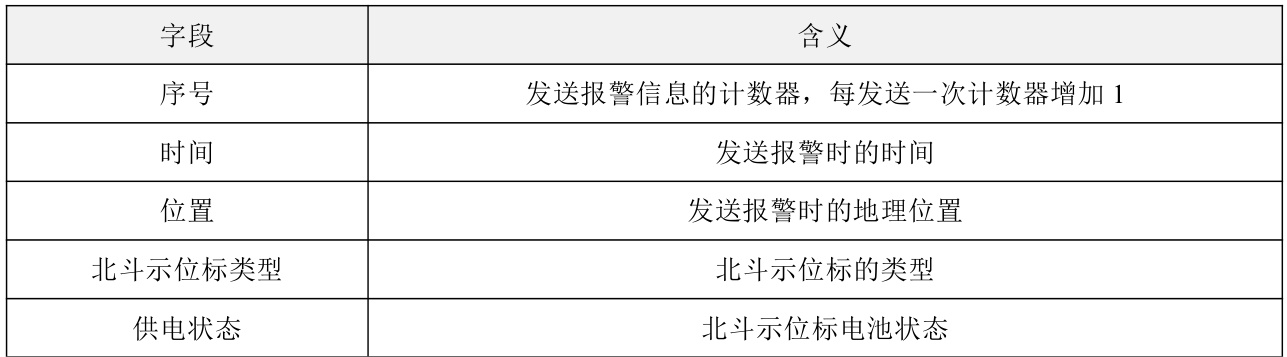 字段 含义
序号 发送报警信息的计数器，每发送一次计数器增加 1
时间 发送报警时的时间
位置 发送报警时的地理位置
北斗示位标类型 北斗示位标的类型
供电状态 北斗示位标电池状态